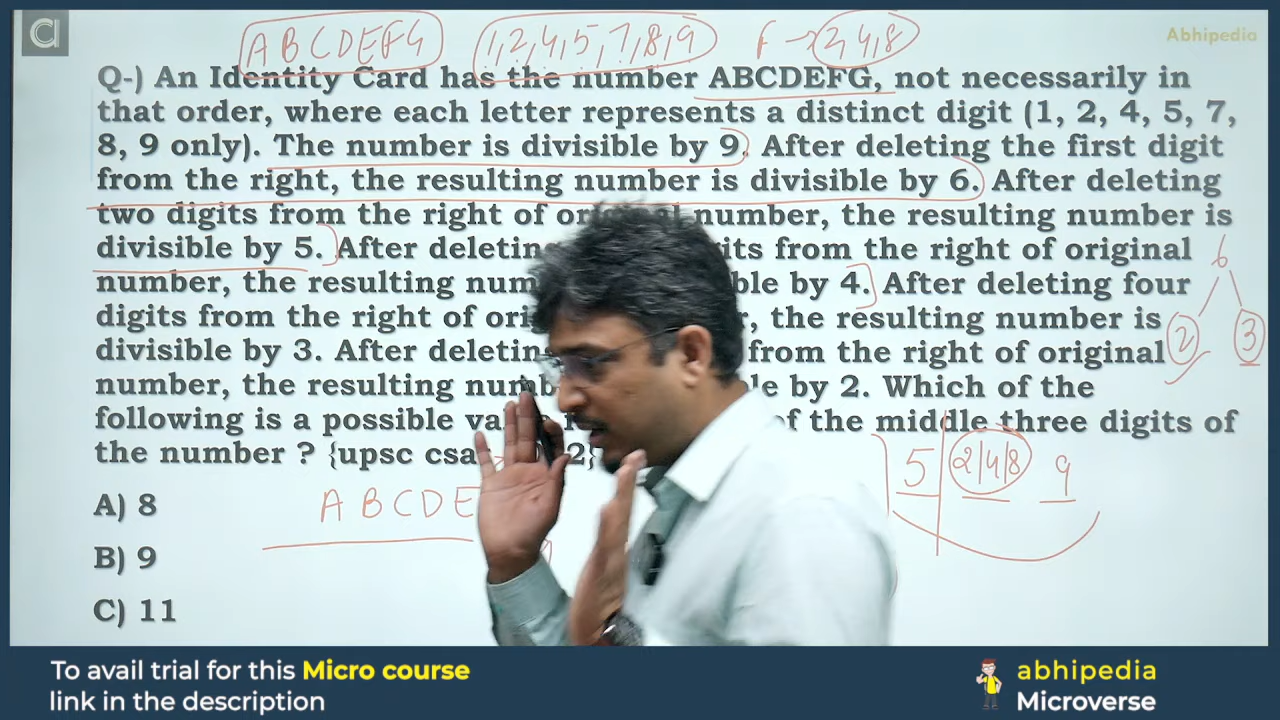 A B C D E F G (1,2,4,5,7,8,9) F → 2,4,8
Abhipedia
Q-) An Identity Card has the number ABCDEFG, not necessarily in
that order, where each letter represents a distinct digit (1, 2, 4, 5, 7,
8, 9 only). The number is divisible by 9. After deleting the first digit
from the right, the resulting number is divisible by 6. After deleting
two digits from the right of original number, the resulting number is
divisible by 5. After deleting its from the right of original
number, the resulting num ble by 4. After deleting four
digits from the right of ori r, the resulting number is
divisible by 3. After deletin from the right of original
number, the resulting numb le by 2. Which of the
following is a possible va of the middle three digits of
the number ? {upsc csa 2}
6
2 3
5 2|4|8 9
A) 8
A B C D E
B) 9
C) 11
To avail trial for this Micro course
link in the description
abhipedia
Microverse